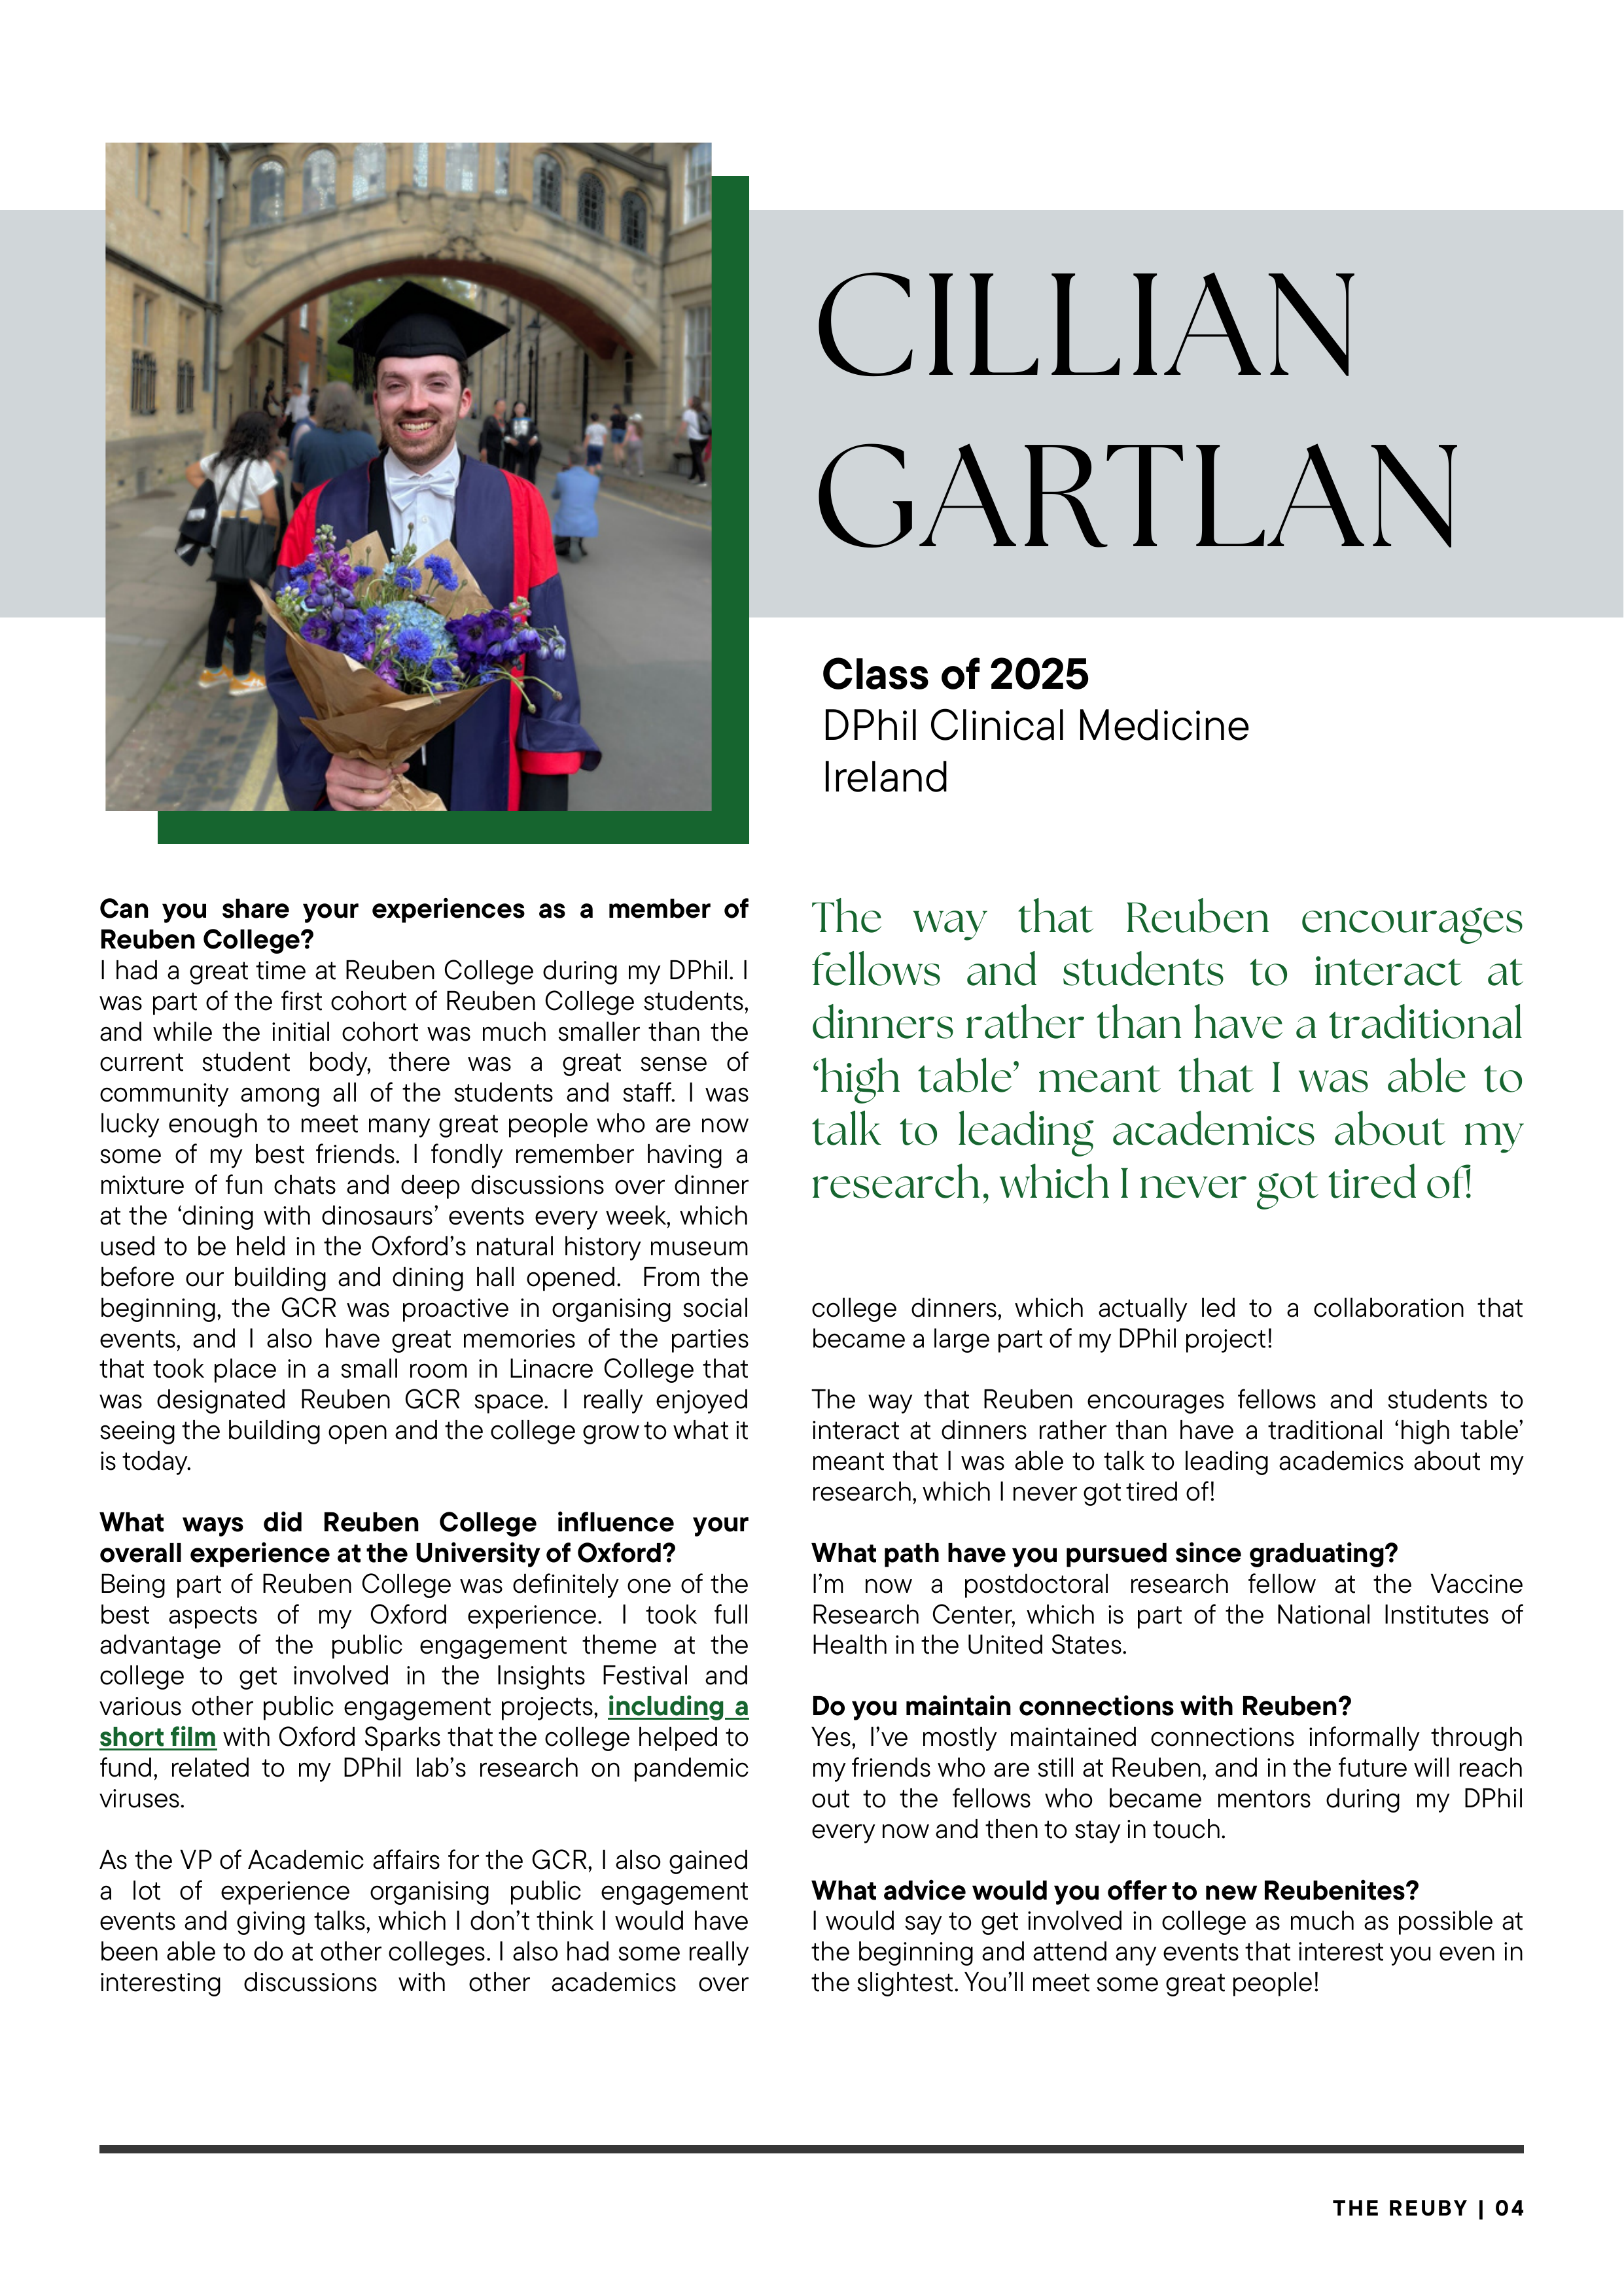 CILLIAN
GARTLAN
Class of 2025
DPhil Clinical Medicine
Ireland
Can you share your experiences as a member of
Reuben College?
I had a great time at Reuben College during my DPhil. I
was part of the first cohort of Reuben College students,
and while the initial cohort was much smaller than the
current student body, there was a great sense of
community among all of the students and staff. I was
lucky enough to meet many great people who are now
some of my best friends. I fondly remember having a
mixture of fun chats and deep discussions over dinner
at the ‘dining with dinosaurs’ events every week, which
used to be held in the Oxford’s natural history museum
before our building and dining hall opened.  From the
beginning, the GCR was proactive in organising social
events, and I also have great memories of the parties
that took place in a small room in Linacre College that
was designated Reuben GCR space. I really enjoyed
seeing the building open and the college grow to what it
is today.
What ways did Reuben College influence your
overall experience at the University of Oxford?
Being part of Reuben College was definitely one of the
best aspects of my Oxford experience. I took full
advantage of the public engagement theme at the
college to get involved in the Insights Festival and
various other public engagement projects, including a
short film with Oxford Sparks that the college helped to
fund, related to my DPhil lab’s research on pandemic
viruses.
As the VP of Academic affairs for the GCR, I also gained
a lot of experience organising public engagement
events and giving talks, which I don’t think I would have
been able to do at other colleges. I also had some really
interesting discussions with other academics over
The way that Reuben encourages
fellows and students to interact at
dinners rather than have a traditional
‘high table’ meant that I was able to
talk to leading academics about my
research, which I never got tired of!
college dinners, which actually led to a collaboration that
became a large part of my DPhil project!
The way that Reuben encourages fellows and students to
interact at dinners rather than have a traditional ‘high table’
meant that I was able to talk to leading academics about my
research, which I never got tired of!
What path have you pursued since graduating?
I’m now a postdoctoral research fellow at the Vaccine
Research Center, which is part of the National Institutes of
Health in the United States.
Do you maintain connections with Reuben?
Yes, I’ve mostly maintained connections informally through
my friends who are still at Reuben, and in the future will reach
out to the fellows who became mentors during my DPhil
every now and then to stay in touch.
What advice would you offer to new Reubenites?
I would say to get involved in college as much as possible at
the beginning and attend any events that interest you even in
the slightest. You’ll meet some great people!
THE REUBY | 04